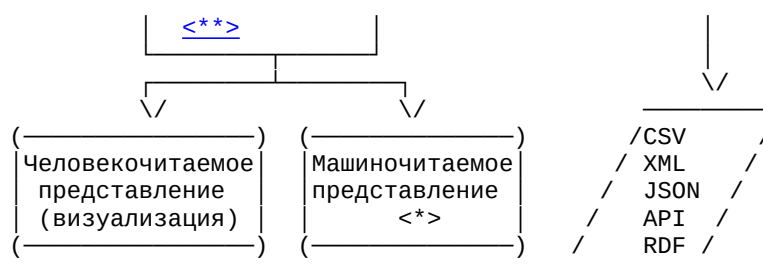 <**>
Человекочитаемое
представление
(визуализация)
Машиночитаемое
представление
<*>
CSV
XML
JSON
API
RDF